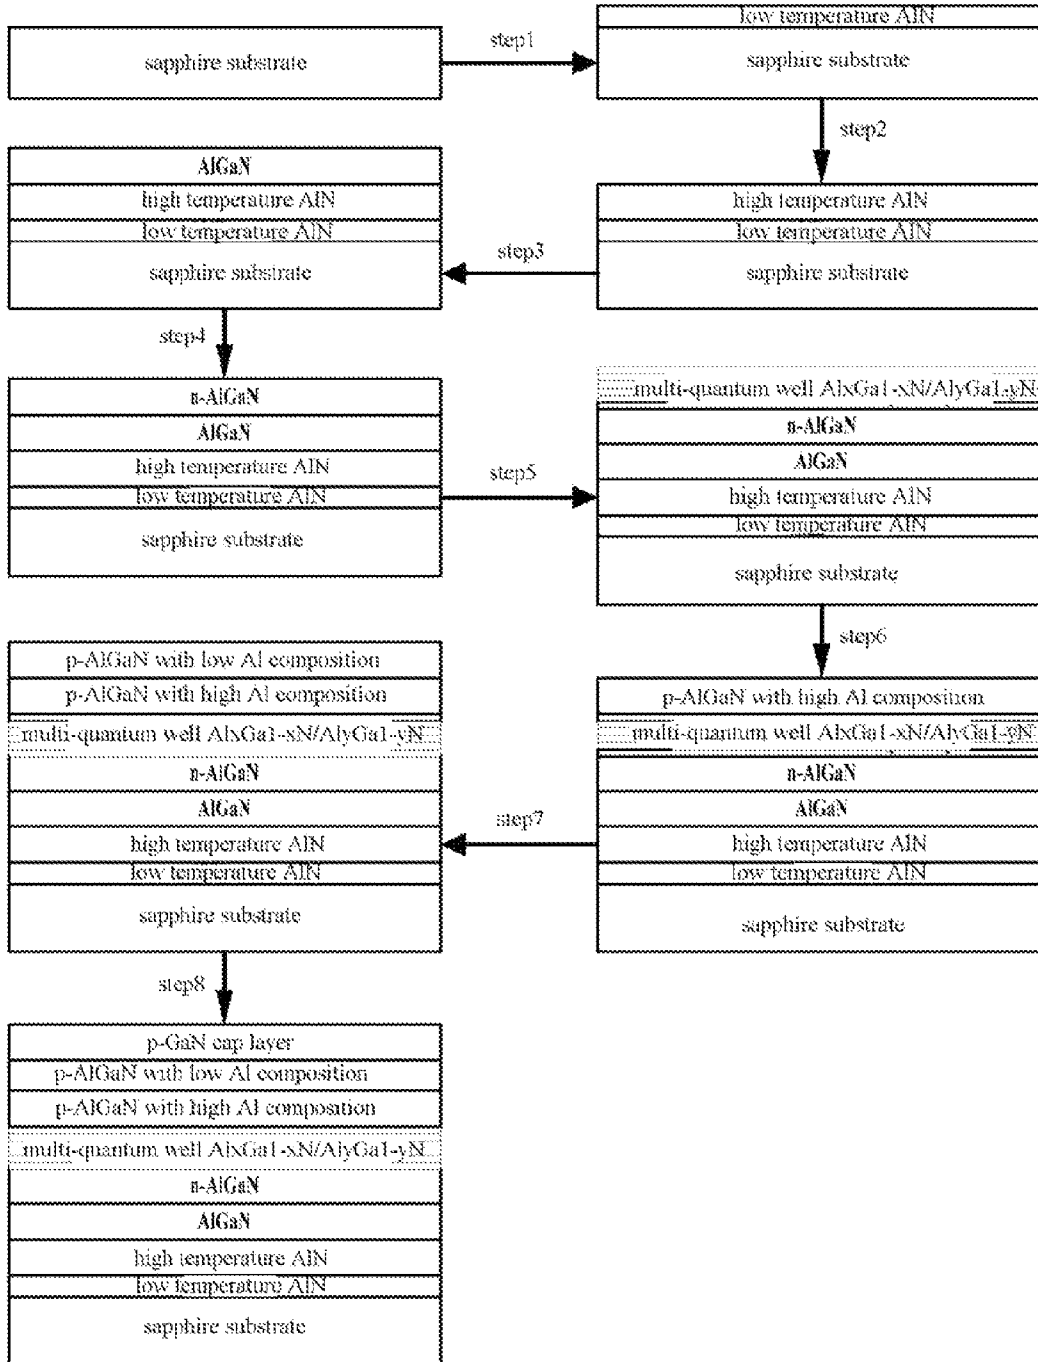 sapphire substrate
step1
low temperature AlN
sapphire substrate
step2
high temperature AlN
low temperature AlN
sapphire substrate
step3
AlGaN
high temperature AlN
low temperature AlN
sapphire substrate
step4
n-AlGaN
AlGaN
high temperature AlN
low temperature AlN
sapphire substrate
step5
multi-quantum well AlxGa1-xN/AlyGa1-yN
n-AlGaN
AlGaN
high temperature AlN
low temperature AlN
sapphire substrate
step6
p-AlGaN with high Al composition
multi-quantum well AlxGa1-xN/AlyGa1-yN
n-AlGaN
AlGaN
high temperature AlN
low temperature AlN
sapphire substrate
step7
p-AlGaN with low Al composition
p-AlGaN with high Al composition
multi-quantum well AlxGa1-xN/AlyGa1-yN
n-AlGaN
AlGaN
high temperature AlN
low temperature AlN
sapphire substrate
step8
p-GaN cap layer
p-AlGaN with low Al composition
p-AlGaN with high Al composition
multi-quantum well AlxGa1-xN/AlyGa1-yN
n-AlGaN
AlGaN
high temperature AlN
low temperature AlN
sapphire substrate